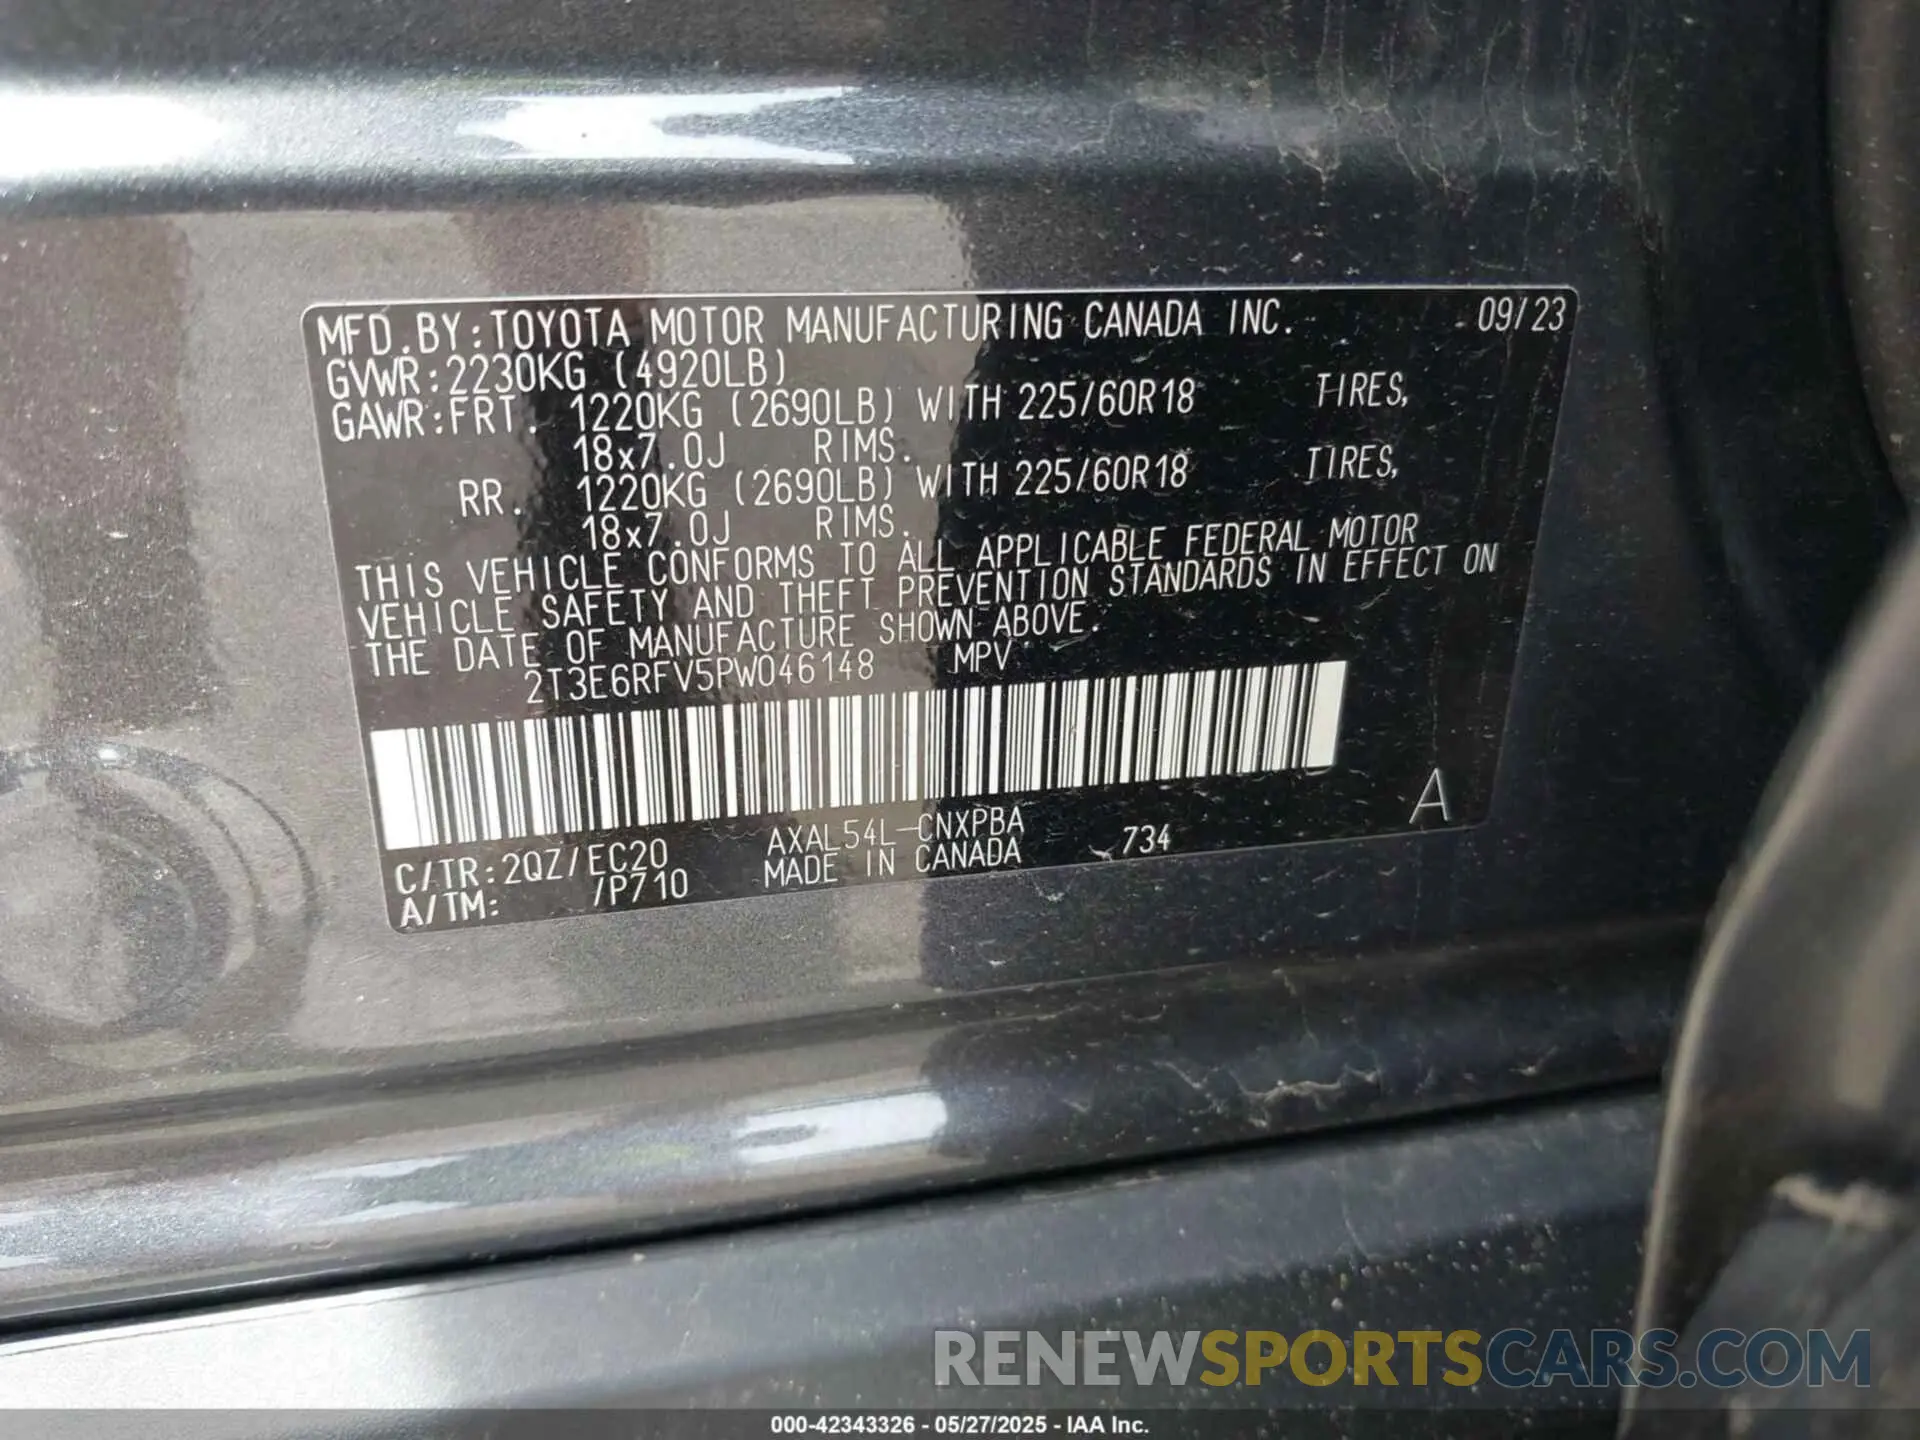 MFD. BY: TOYOTA MOTOR MANUFACTURING CANADA INC. 09/23
GVWR: 2230KG (4920LB)
GAWR: FRT. 1220KG (2690LB) WITH 225/60R18 TIRES,
18x7.0J RIMS.
RR. 1220KG (2690LB) WITH 225/60R18 TIRES,
18x7.0J RIMS.
THIS VEHICLE CONFORMS TO ALL APPLICABLE FEDERAL MOTOR
VEHICLE SAFETY AND THEFT PREVENTION STANDARDS IN EFFECT ON
THE DATE OF MANUFACTURE SHOWN ABOVE.
2T3E6RFV5PW046148 MPV
A
C/TR: 2QZ/EC20 AXAL54L-CNXPBA 734
A/TM: /P710 MADE IN CANADA
RENEWSPORTSCARS.COM
000-42343326 - 05/27/2025 - IAA Inc.